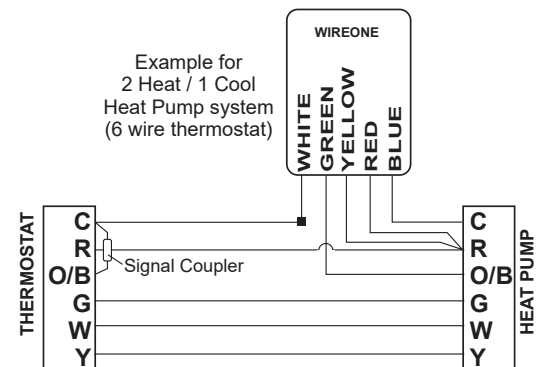 WIREONE
Example for
2 Heat / 1 Cool
Heat Pump system
(6 wire thermostat)
WHITE
GREEN
YELLOW
RED
BLUE
THERMOSTAT
C
R
O/B
G
W
Y
Signal Coupler
C
R
O/B
G
W
Y
HEAT PUMP